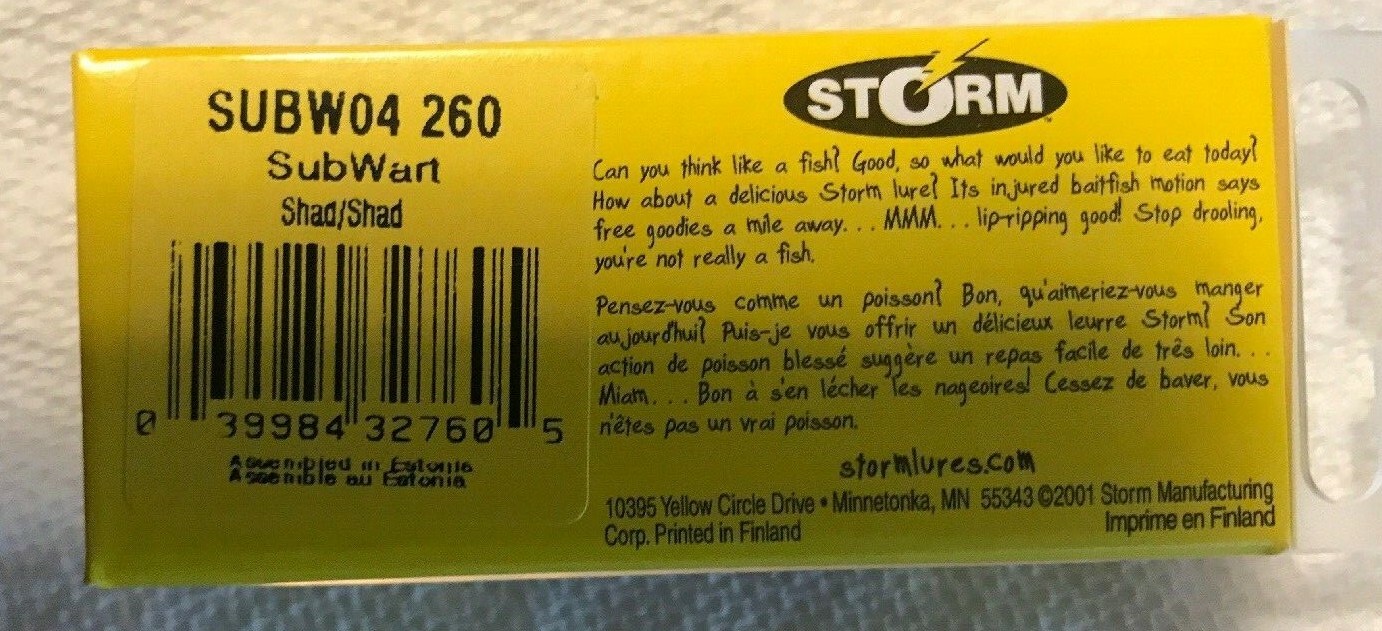 SUBW04 260
SubWart
Shad/Shad
0 39984 32760 5
Assembled in Estonia
Assemble au Estonia
STORM
Can you think like a fish? Good, so what would you like to eat today?
How about a delicious Storm lure? Its injured baitfish motion says
free goodies a mile away... MMM... lip-ripping good! Stop drooling,
you're not really a fish.
Pensez-vous comme un poisson? Bon, qu'aimeriez-vous manger
aujourd'hui? Puis-je vous offrir un délicieux leurre Storm? Son
action de poisson blessé suggère un repas facile de três loin...
Miam... Bon à s'en lécher les nageoires! Cessez de baver, vous
n'êtes pas un vrai poisson.
stormlures.com
10395 Yellow Circle Drive • Minnetonka, MN 55343 ©2001 Storm Manufacturing
Corp. Printed in Finland Imprime en Finland